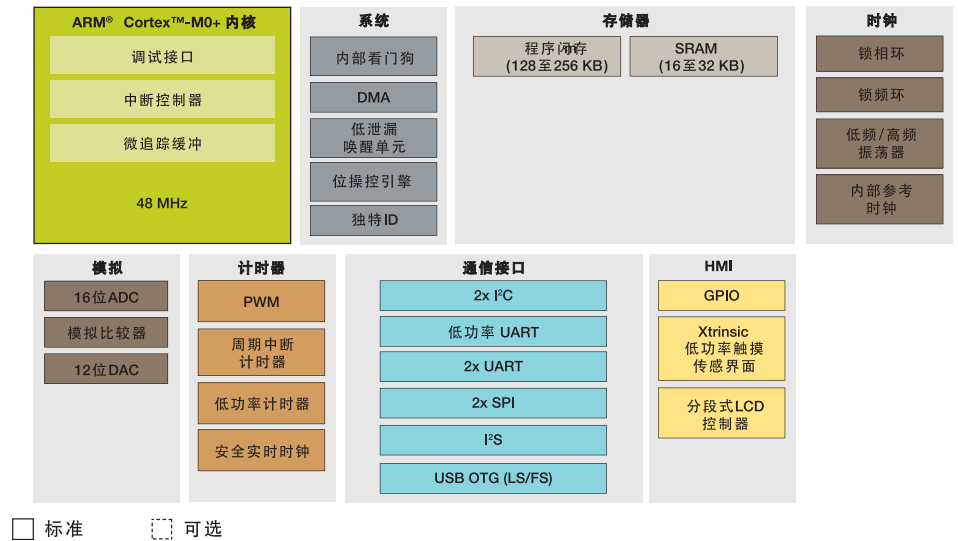 ARM® Cortex™-M0+ 内核
调试接口
中断控制器
微追踪缓冲
48 MHz
系统
内部看门狗
DMA
低泄漏
唤醒单元
位操控引擎
独特ID
存储器
程序闪存
(128至256 KB)
SRAM
(16至32 KB)
时钟
锁相环
锁频环
低频/高频
振荡器
内部参考
时钟
模拟
16位ADC
模拟比较器
12位DAC
计时器
PWM
周期中断
计时器
低功率计时器
安全实时时钟
通信接口
2x I²C
低功率 UART
2x UART
2x SPI
I²S
USB OTG (LS/FS)
HMI
GPIO
Xtrinsic
低功率触摸
传感界面
分段式LCD
控制器
标准
可选